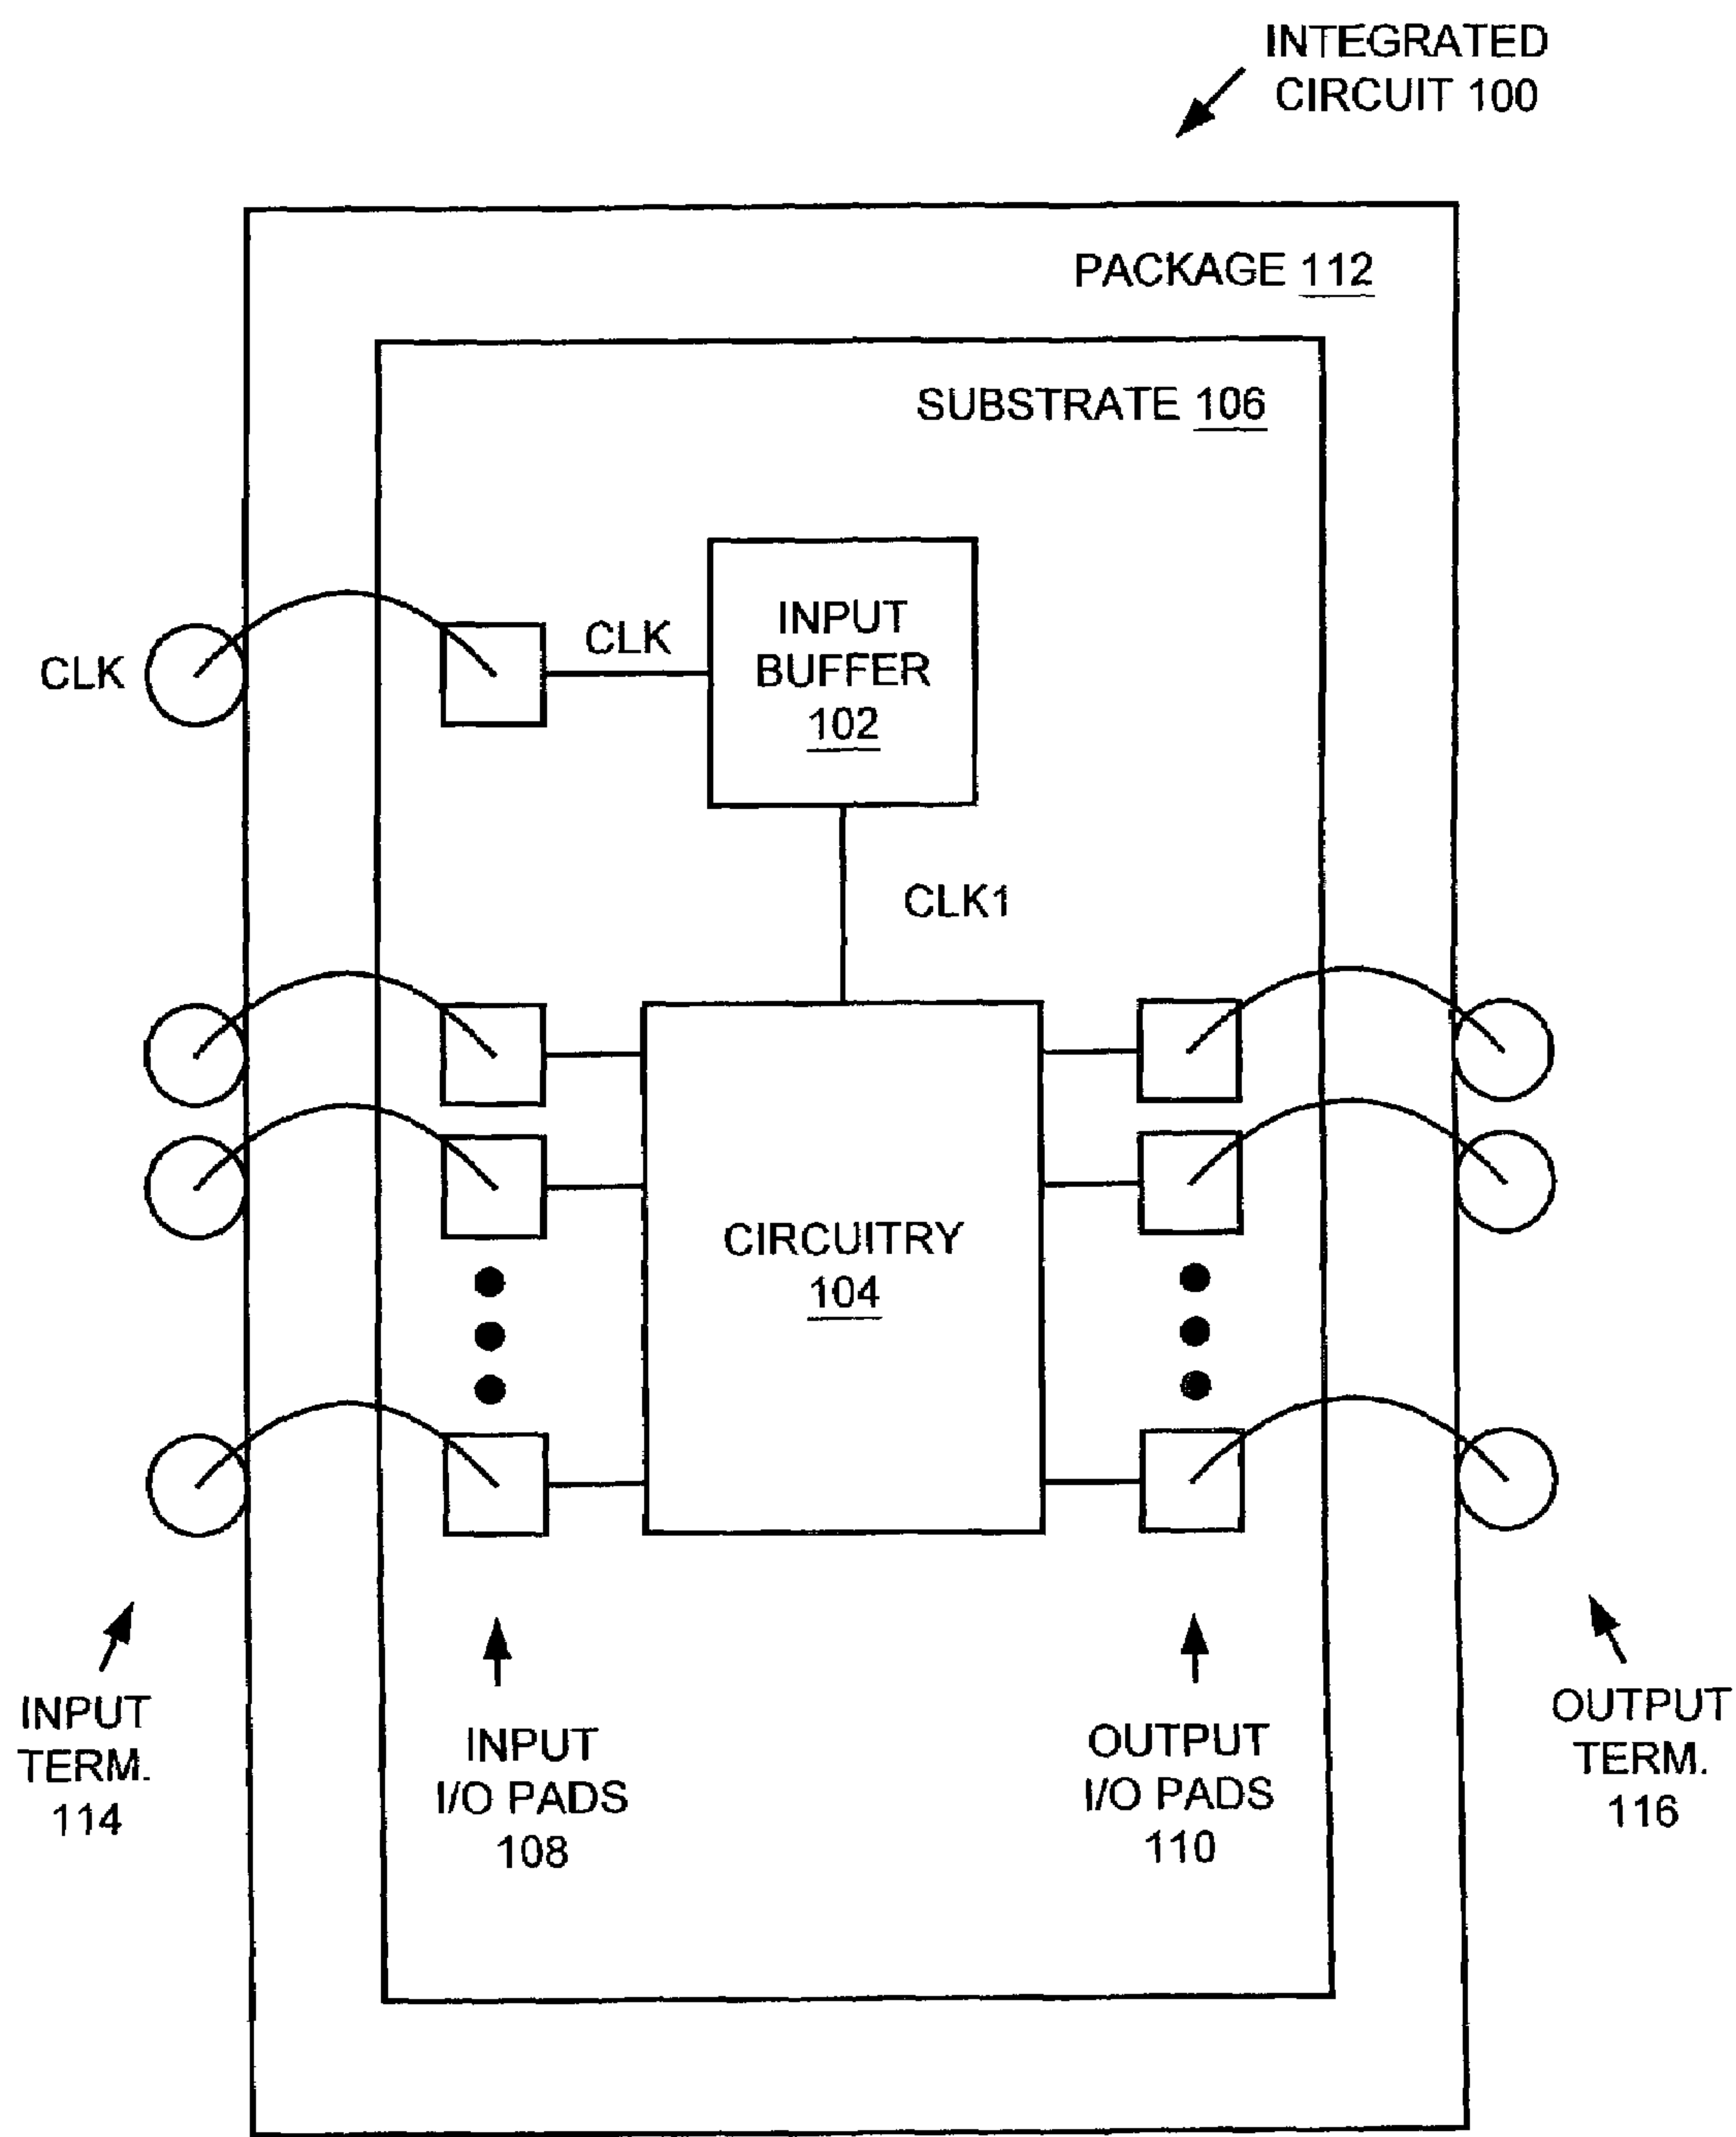 INTEGRATED
CIRCUIT 100
PACKAGE 112
SUBSTRATE 106
INPUT
BUFFER
102
CLK
CLK
CLK1
CIRCUITRY
104
INPUT
TERM.
114
INPUT
I/O PADS
108
OUTPUT
I/O PADS
110
OUTPUT
TERM.
116